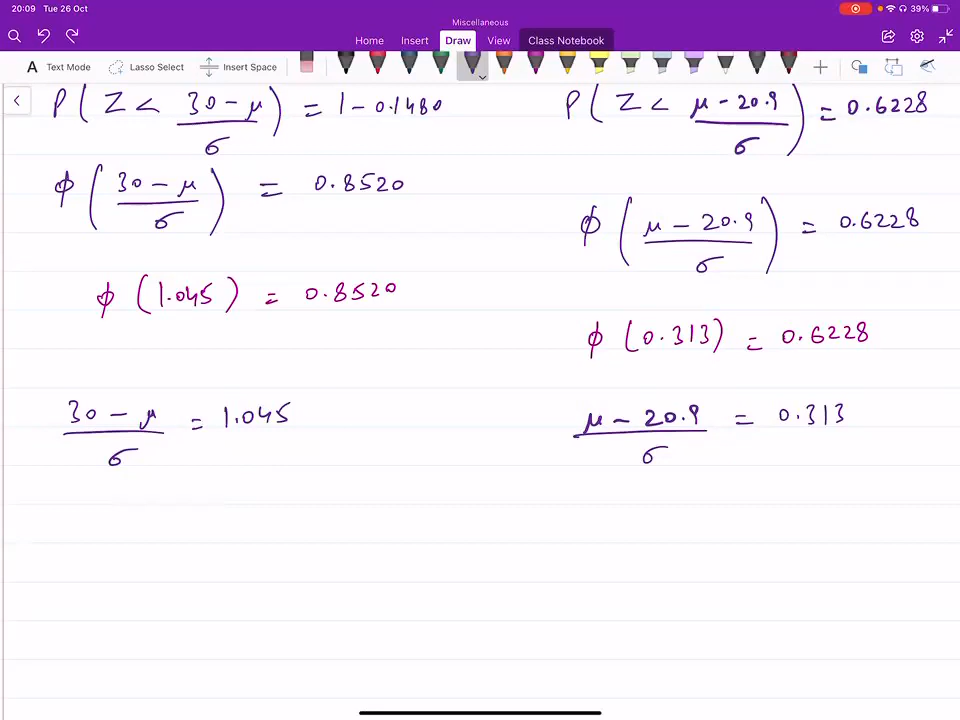 20:09 Tue 26 Oct
39%
Miscellaneous
Home Insert Draw View Class Notebook
A Text Mode Lasso Select Insert Space
P(Z < (30 - μ)/σ) = 1 - 0.1480
P(Z < (μ - 20.9)/σ) = 0.6228
ϕ((30 - μ)/σ) = 0.8520
ϕ((μ - 20.9)/σ) = 0.6228
ϕ(1.045) = 0.8520
ϕ(0.313) = 0.6228
(30 - μ)/σ = 1.045
(μ - 20.9)/σ = 0.313